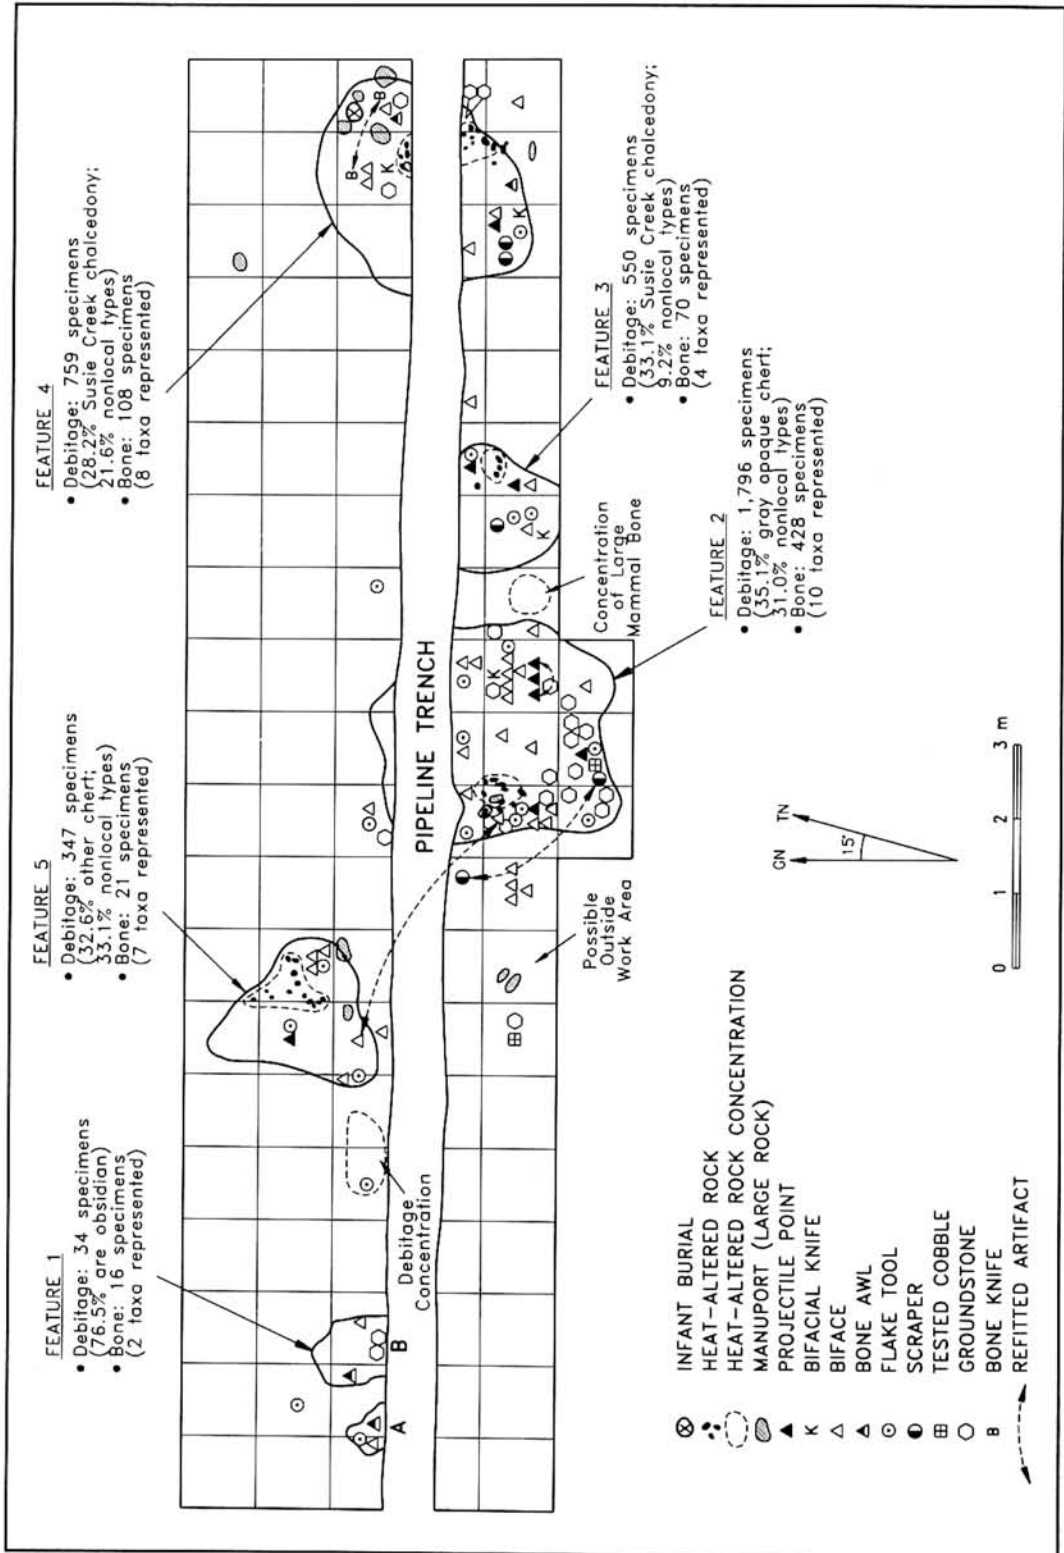 FEATURE 1
• Debitage: 34 specimens
(76.5% are obsidian)
• Bone: 16 specimens
(2 taxa represented)
FEATURE 5
• Debitage: 347 specimens
(32.6% other chert;
33.1% nonlocal types)
• Bone: 21 specimens
(7 taxa represented)
FEATURE 4
• Debitage: 759 specimens
(28.2% Susie Creek chalcedony;
21.6% nonlocal types)
• Bone: 108 specimens
(8 taxa represented)
A
B
Debitage
Concentration
PIPELINE TRENCH
B
B
K
K
K
K
Possible
Outside
Work Area
Concentration
of Large
Mammal Bone
FEATURE 2
• Debitage: 1,796 specimens
(35.1% gray opaque chert;
31.0% nonlocal types)
• Bone: 428 specimens
(10 taxa represented)
FEATURE 3
• Debitage: 550 specimens
(33.1% Susie Creek chalcedony;
9.2% nonlocal types)
• Bone: 70 specimens
(4 taxa represented)
INFANT BURIAL
HEAT-ALTERED ROCK
HEAT-ALTERED ROCK CONCENTRATION
MANUPORT (LARGE ROCK)
PROJECTILE POINT
K BIFACIAL KNIFE
BIFACE
BONE AWL
FLAKE TOOL
SCRAPER
TESTED COBBLE
GROUNDSTONE
B BONE KNIFE
REFITTED ARTIFACT
GN
TN
15°
0 1 2 3 m